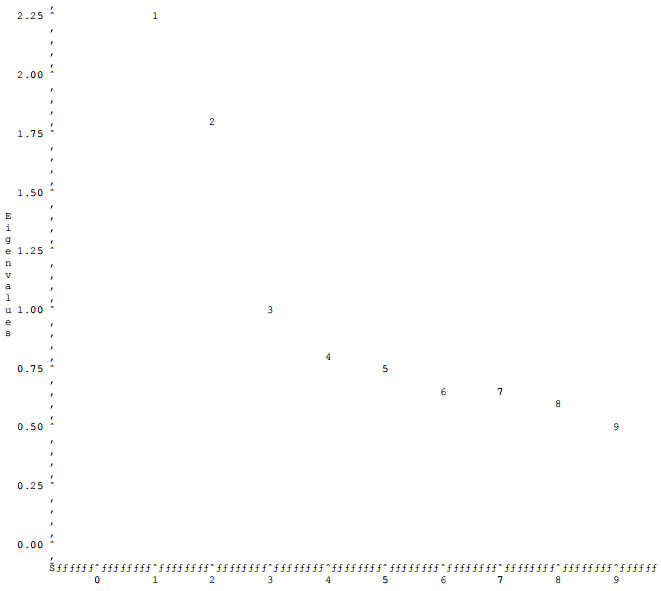 Eigenvalues
2.25 ˆ 1
2.00 ˆ
2
1.75 ˆ
1.50 ˆ
1.25 ˆ
1.00 ˆ 3
4
0.75 ˆ 5
6 7
8
0.50 ˆ 9
0.25 ˆ
0.00 ˆ
Šƒƒƒƒƒƒˆƒƒƒƒƒƒƒƒˆƒƒƒƒƒƒƒƒˆƒƒƒƒƒƒƒƒˆƒƒƒƒƒƒƒƒˆƒƒƒƒƒƒƒƒˆƒƒƒƒƒƒƒƒˆƒƒƒƒƒƒƒƒˆƒƒƒƒƒƒƒƒˆƒƒƒƒƒƒƒƒˆƒƒƒƒƒƒ
0 1 2 3 4 5 6 7 8 9